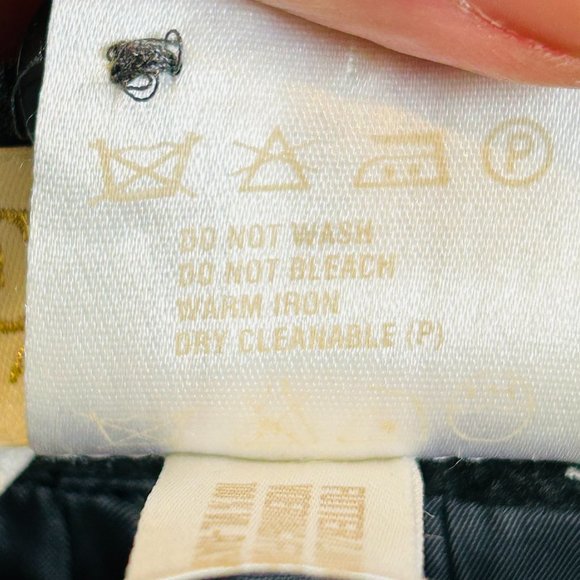 P
DO NOT WASH
DO NOT BLEACH
WARM IRON
DRY CLEANABLE (P)